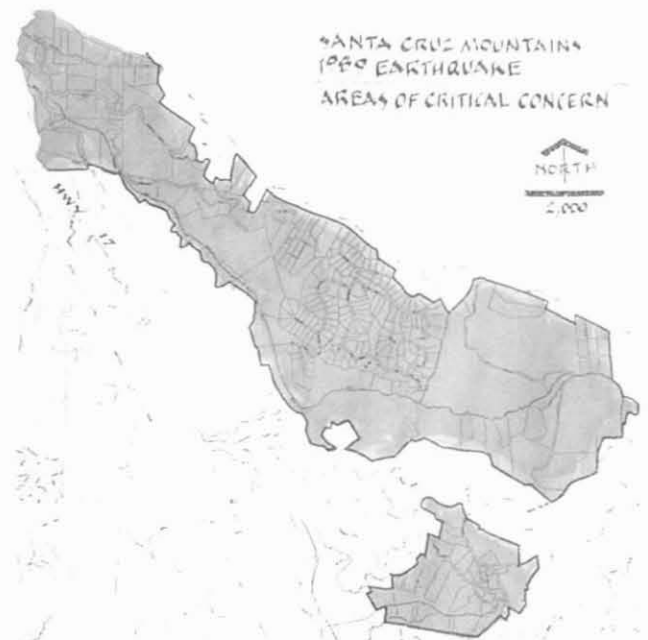 SANTA CRUZ MOUNTAINS
1989 EARTHQUAKE
AREAS OF CRITICAL CONCERN
NORTH
2,000
HWY
17